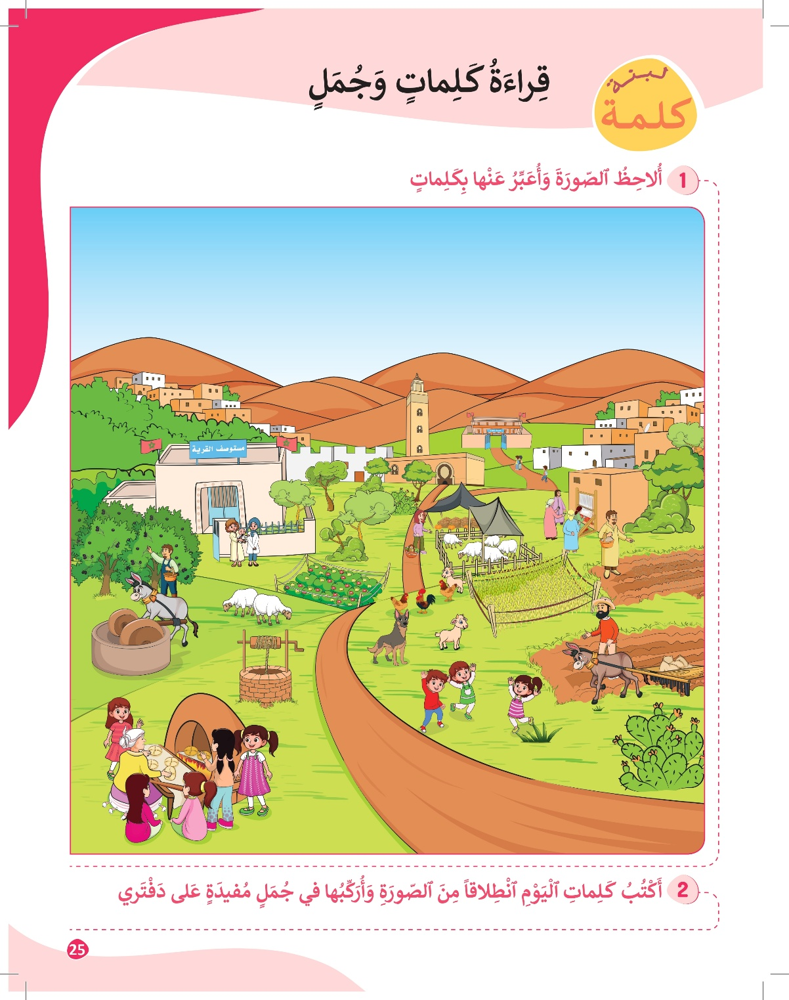 لبنة
كلمة
قِراءَةُ كَلِماتٍ وَجُمَلٍ
1 أُلاحِظُ ٱلصّورَةَ وَأُعَبِّرُ عَنْها بِكَلِماتٍ
مستوصف القرية
2 أَكْتُبُ كَلِماتِ ٱلْيَوْمِ ٱنْطِلاقاً مِنَ ٱلصّورَةِ وَأُرَكِّبُها في جُمَلٍ مُفيدَةٍ عَلى دَفْتَري
25